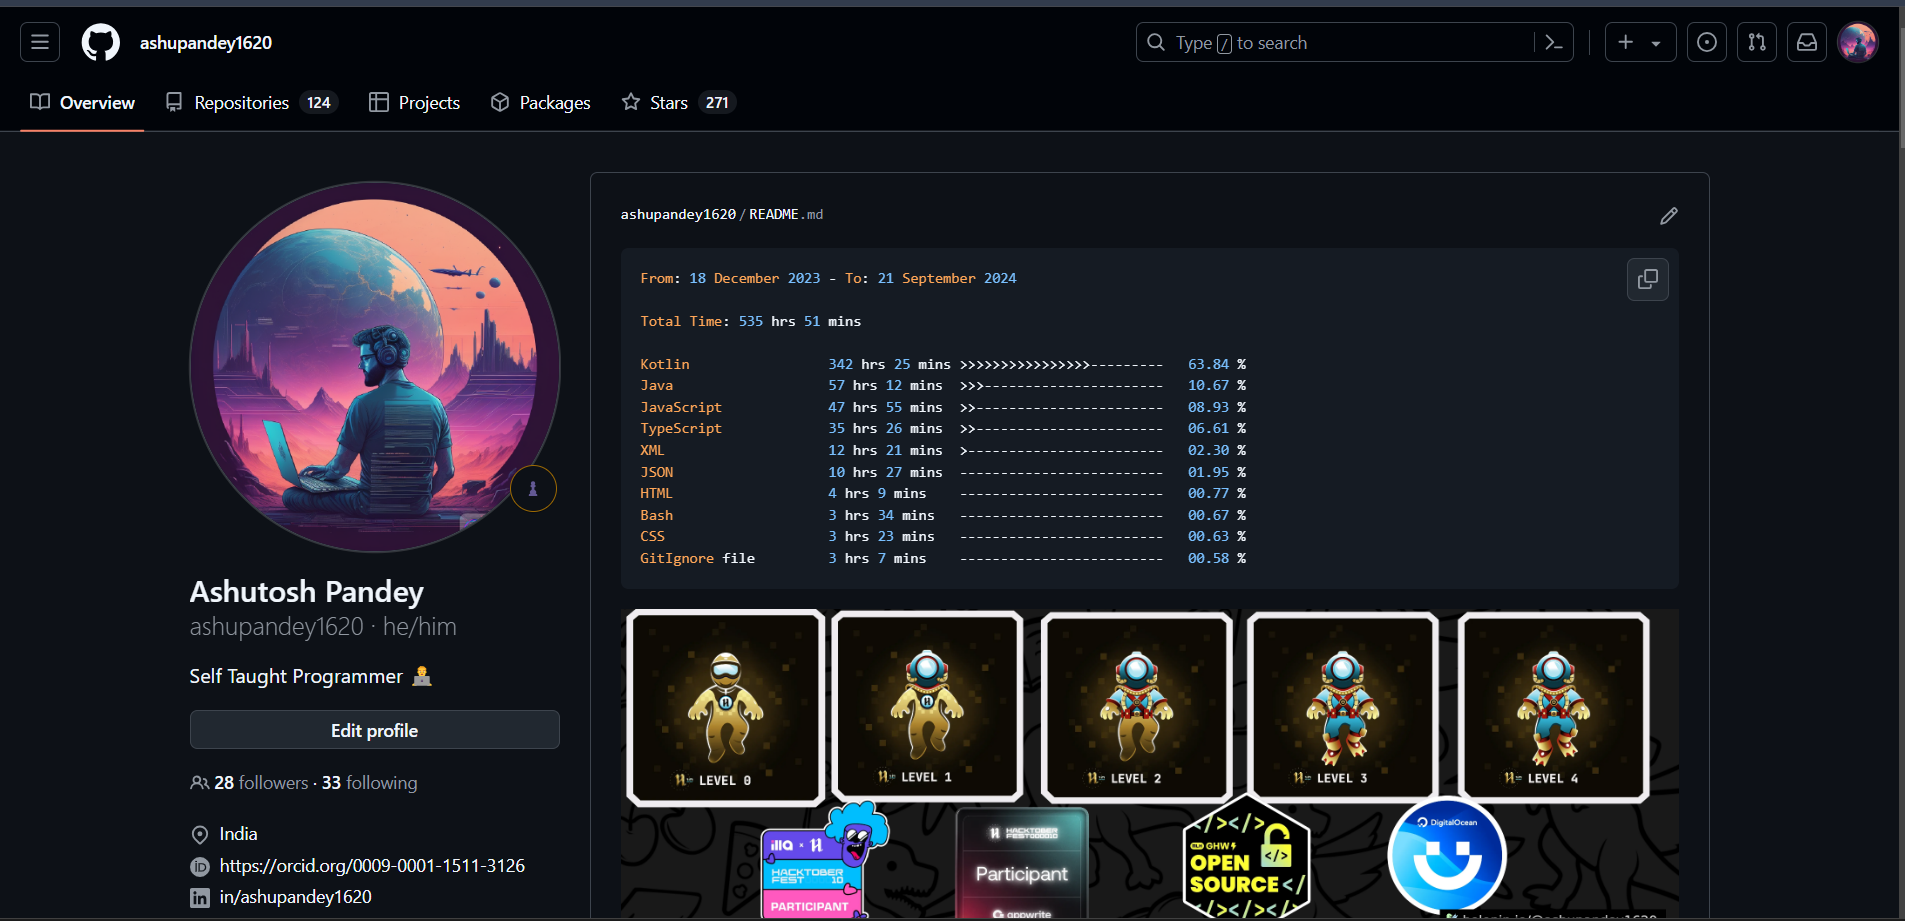 ashupandey1620
Type / to search
Overview
Repositories 124
Projects
Packages
Stars 271
ashupandey1620/README.md
From: 18 December 2023 - To: 21 September 2024
Total Time: 535 hrs 51 mins
Kotlin 342 hrs 25 mins >>>>>>>>>>>>>>>>--------- 63.84 %
Java 57 hrs 12 mins >>>---------------------- 10.67 %
JavaScript 47 hrs 55 mins >>----------------------- 08.93 %
TypeScript 35 hrs 26 mins >>----------------------- 06.61 %
XML 12 hrs 21 mins >------------------------ 02.30 %
JSON 10 hrs 27 mins ------------------------- 01.95 %
HTML 4 hrs 9 mins ------------------------- 00.77 %
Bash 3 hrs 34 mins ------------------------- 00.67 %
CSS 3 hrs 23 mins ------------------------- 00.63 %
GitIgnore file 3 hrs 7 mins ------------------------- 00.58 %
Ashutosh Pandey
ashupandey1620 · he/him
Self Taught Programmer
Edit profile
28 followers · 33 following
India
https://orcid.org/0009-0001-1511-3126
in/ashupandey1620
LEVEL 0
LEVEL 1
LEVEL 2
LEVEL 3
LEVEL 4
illa × H
HACKTOBER
FEST 10
PARTICIPANT
HACKTOBER
Participant
appwrite
</></>
GHW
OPEN
SOURCE</
</>
</></>
DigitalOcean